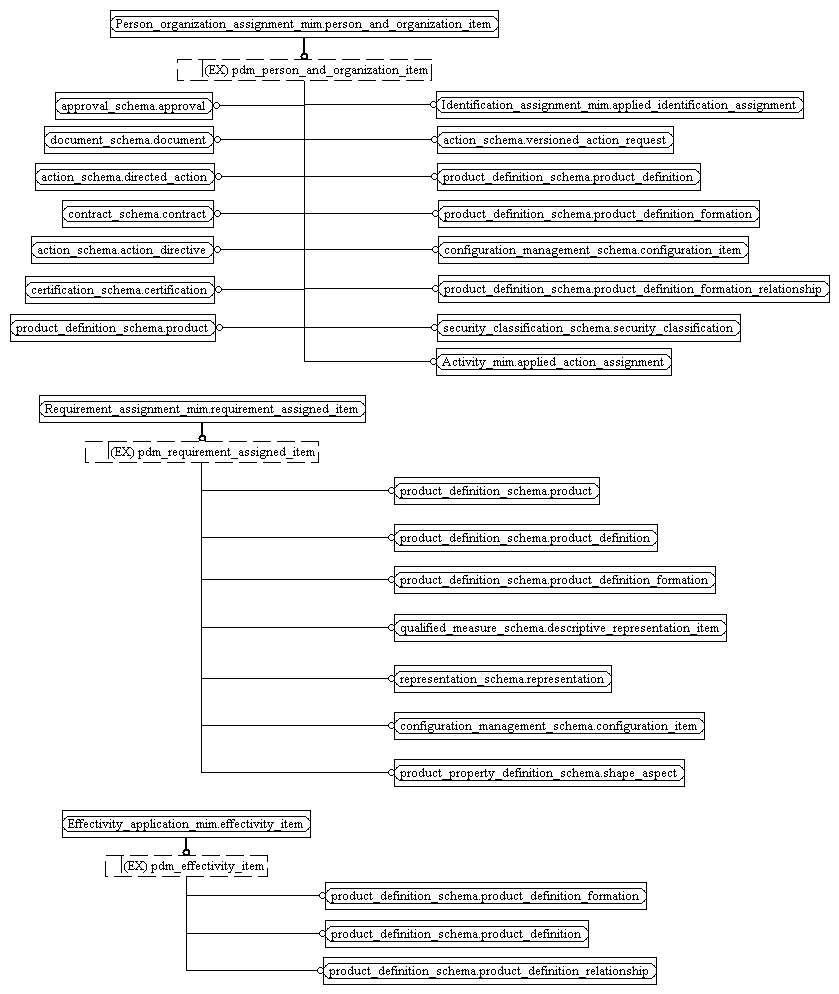 Person_organization_assignment_mim.person_and_organization_item
(EX) pdm_person_and_organization_item
approval_schema.approval
Identification_assignment_mim.applied_identification_assignment
document_schema.document
action_schema.versioned_action_request
action_schema.directed_action
product_definition_schema.product_definition
contract_schema.contract
product_definition_schema.product_definition_formation
action_schema.action_directive
configuration_management_schema.configuration_item
certification_schema.certification
product_definition_schema.product_definition_formation_relationship
product_definition_schema.product
security_classification_schema.security_classification
Activity_mim.applied_action_assignment
Requirement_assignment_mim.requirement_assigned_item
(EX) pdm_requirement_assigned_item
product_definition_schema.product
product_definition_schema.product_definition
product_definition_schema.product_definition_formation
qualified_measure_schema.descriptive_representation_item
representation_schema.representation
configuration_management_schema.configuration_item
product_property_definition_schema.shape_aspect
Effectivity_application_mim.effectivity_item
(EX) pdm_effectivity_item
product_definition_schema.product_definition_formation
product_definition_schema.product_definition
product_definition_schema.product_definition_relationship